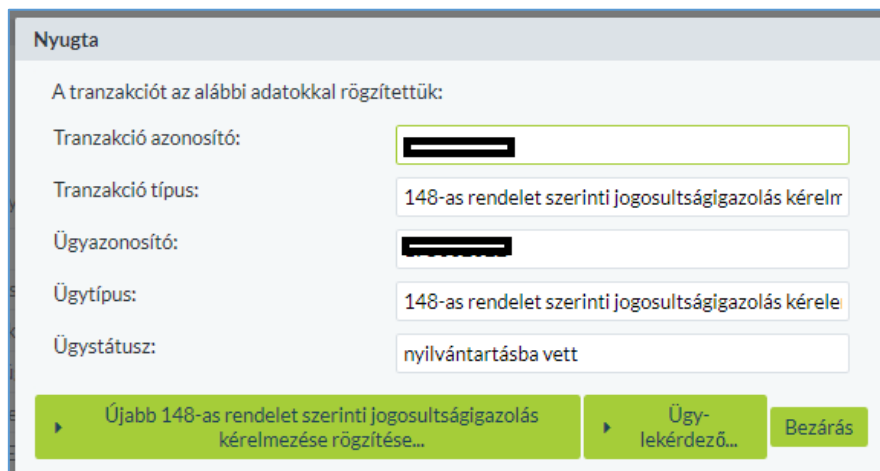 Nyugta
A tranzakciót az alábbi adatokkal rögzítettük:
Tranzakció azonosító:
Tranzakció típus:
148-as rendelet szerinti jogosultságigazolás kérelm
Ügyazonosító:
Ügytípus:
148-as rendelet szerinti jogosultságigazolás kérele
Ügystátusz:
nyilvántartásba vett
Újabb 148-as rendelet szerinti jogosultságigazolás
kérelmezése rögzítése...
Ügy-
lekérdező...
Bezárás